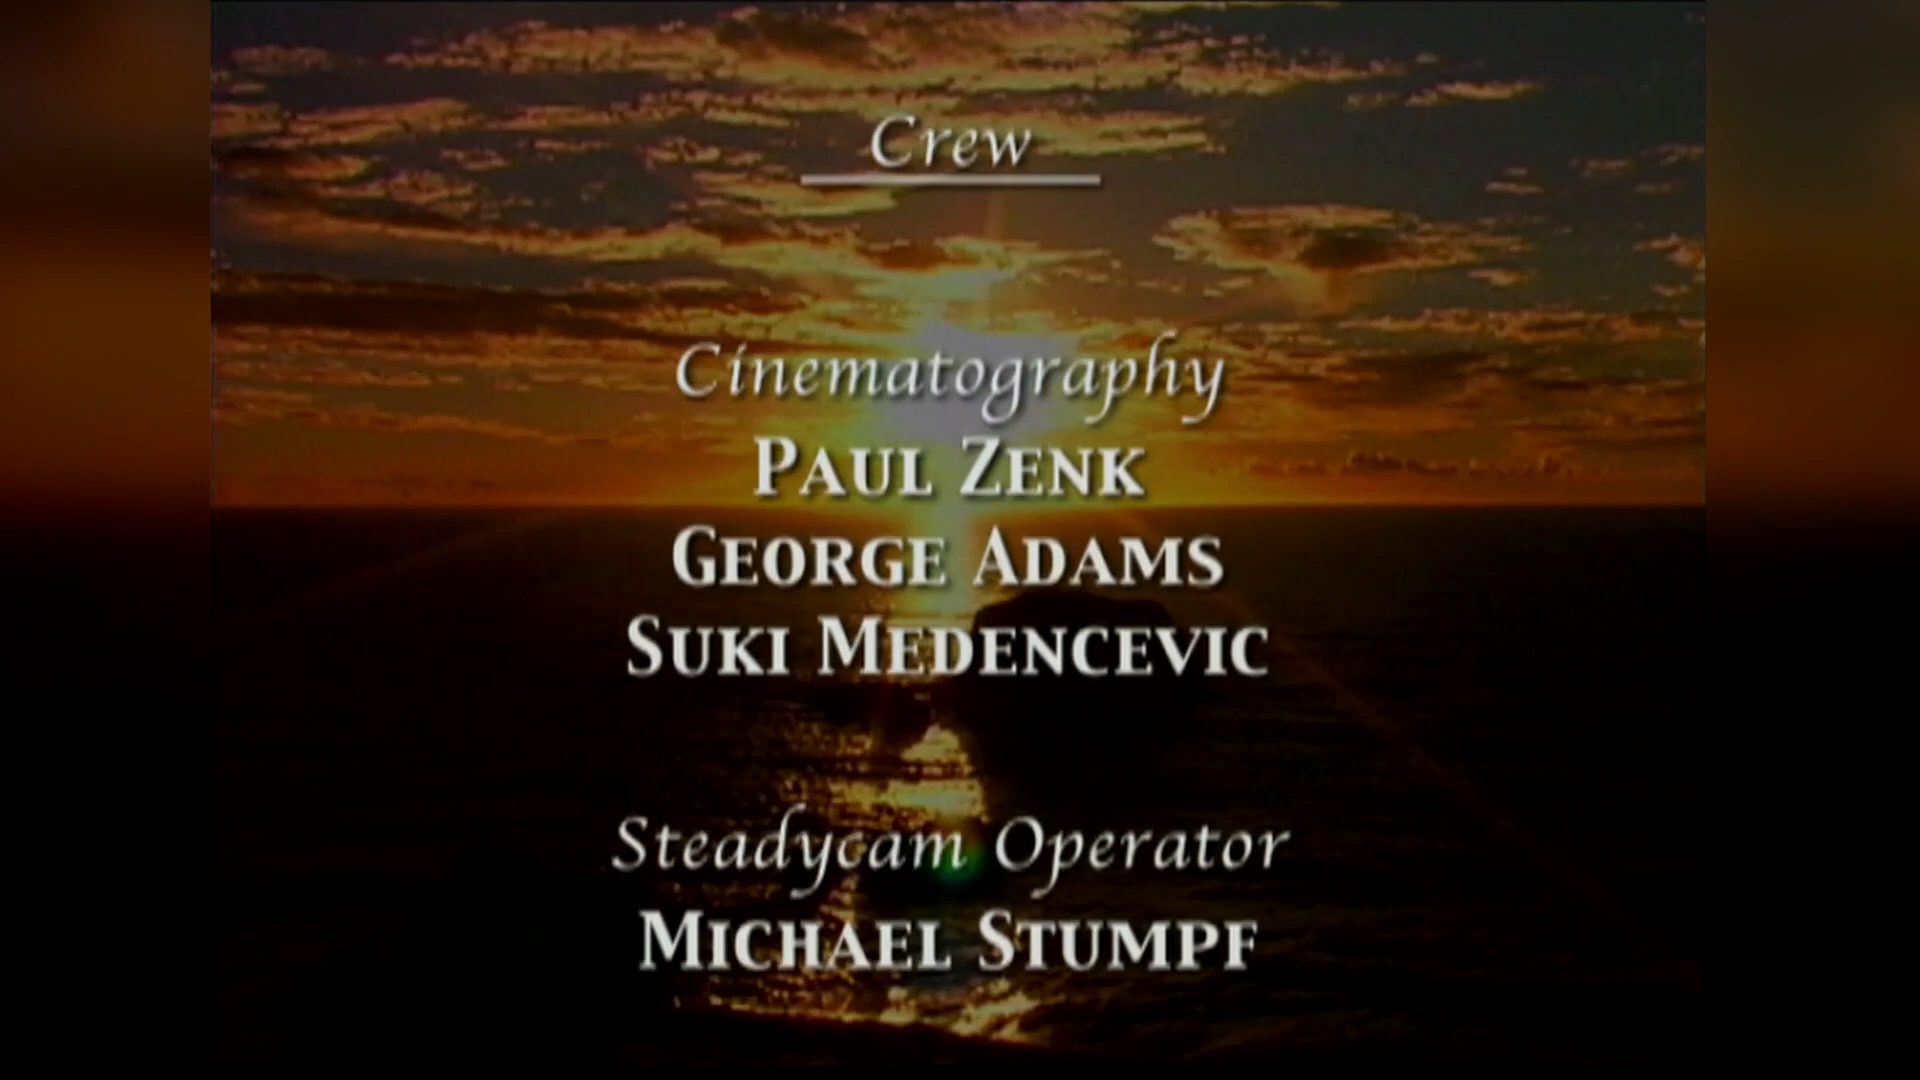 Crew
Cinematography
PAUL ZENK
GEORGE ADAMS
SUKI MEDENCEVIC
Steadycam Operator
MICHAEL STUMPF